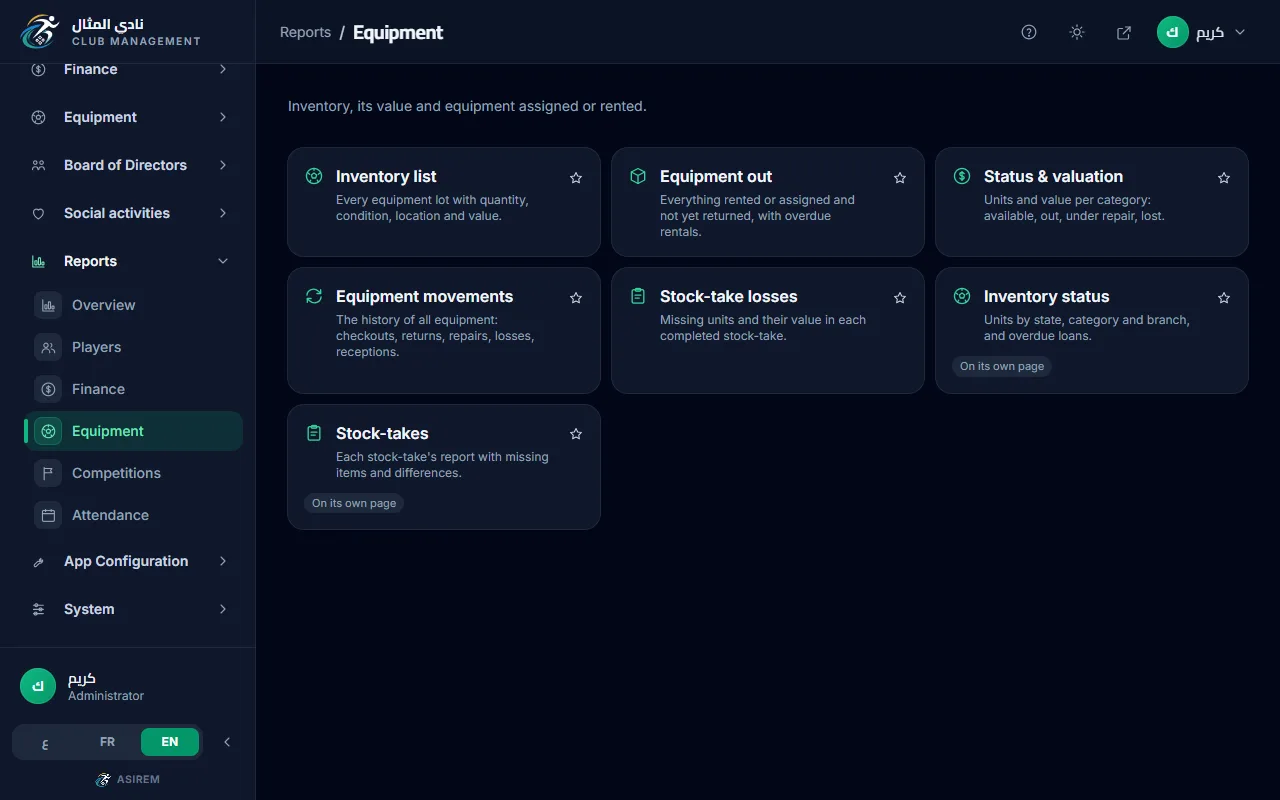 نادي المثال
CLUB MANAGEMENT
Finance
Equipment
Board of Directors
Social activities
Reports
Overview
Players
Finance
Equipment
Competitions
Attendance
App Configuration
System
ك
كريم
Administrator
ع
FR
EN
ASIREM
Reports / Equipment
ك
كريم
Inventory, its value and equipment assigned or rented.
Inventory list
Every equipment lot with quantity,
condition, location and value.
Equipment out
Everything rented or assigned and
not yet returned, with overdue
rentals.
Status & valuation
Units and value per category:
available, out, under repair, lost.
Equipment movements
The history of all equipment:
checkouts, returns, repairs, losses,
receptions.
Stock-take losses
Missing units and their value in each
completed stock-take.
Inventory status
Units by state, category and branch,
and overdue loans.
On its own page
Stock-takes
Each stock-take's report with missing
items and differences.
On its own page